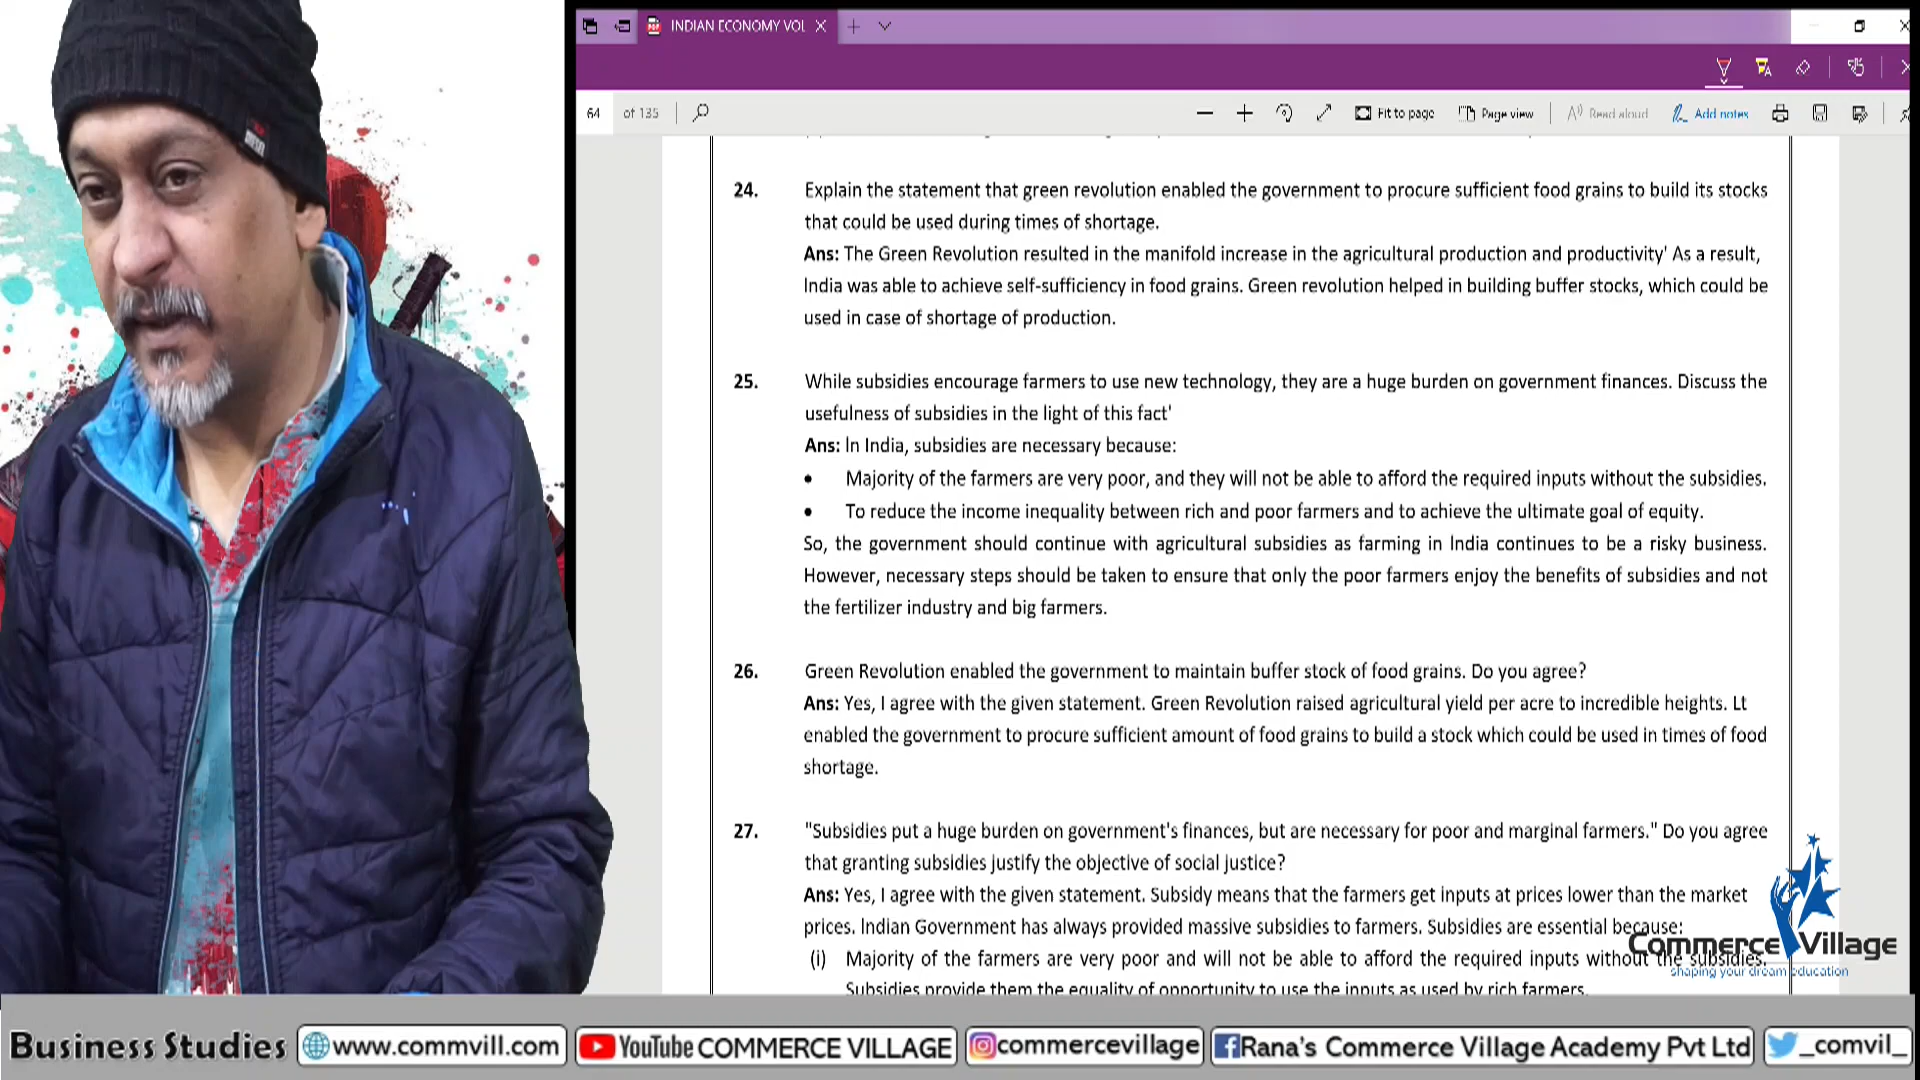 INDIAN ECONOMY VOL
64 of 135
Fit to page
Page view
Read aloud
Add notes
24. Explain the statement that green revolution enabled the government to procure sufficient food grains to build its stocks
that could be used during times of shortage.
Ans: The Green Revolution resulted in the manifold increase in the agricultural production and productivity' As a result,
India was able to achieve self-sufficiency in food grains. Green revolution helped in building buffer stocks, which could be
used in case of shortage of production.
25. While subsidies encourage farmers to use new technology, they are a huge burden on government finances. Discuss the
usefulness of subsidies in the light of this fact'
Ans: ln India, subsidies are necessary because:
• Majority of the farmers are very poor, and they will not be able to afford the required inputs without the subsidies.
• To reduce the income inequality between rich and poor farmers and to achieve the ultimate goal of equity.
So, the government should continue with agricultural subsidies as farming in India continues to be a risky business.
However, necessary steps should be taken to ensure that only the poor farmers enjoy the benefits of subsidies and not
the fertilizer industry and big farmers.
26. Green Revolution enabled the government to maintain buffer stock of food grains. Do you agree?
Ans: Yes, I agree with the given statement. Green Revolution raised agricultural yield per acre to incredible heights. Lt
enabled the government to procure sufficient amount of food grains to build a stock which could be used in times of food
shortage.
27. "Subsidies put a huge burden on government's finances, but are necessary for poor and marginal farmers." Do you agree
that granting subsidies justify the objective of social justice?
Ans: Yes, I agree with the given statement. Subsidy means that the farmers get inputs at prices lower than the market
prices. Indian Government has always provided massive subsidies to farmers. Subsidies are essential because:
(i) Majority of the farmers are very poor and will not be able to afford the required inputs without the subsidies.
Subsidies provide them the equality of opportunity to use the inputs as used by rich farmers.
Commerce Village
shaping your dream education
Business Studies
www.commvill.com
YouTube COMMERCE VILLAGE
commercevillage
Rana's Commerce Village Academy Pvt Ltd
_comvil_